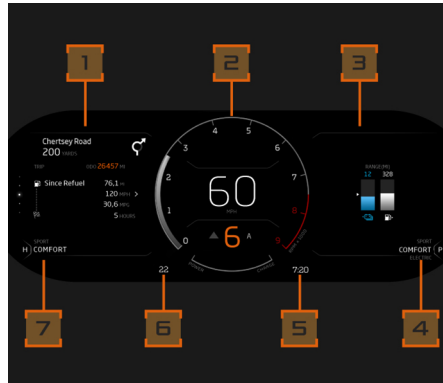 1
2
3
Chertsey Road
200 YARDS
TRIP
ODO 26457 MI
Since Refuel 76,1 m
120 MPH >
30,6 MPG
5 HOURS
SPORT
H) COMFORT
0
1
2
3
4
5
6
7
8
9
60
MPH
6 A
POWER
CHARGE
22
7:20
RANGE(MI)
12 328
SPORT
COMFORT (P
ELECTRIC
7
6
5
4